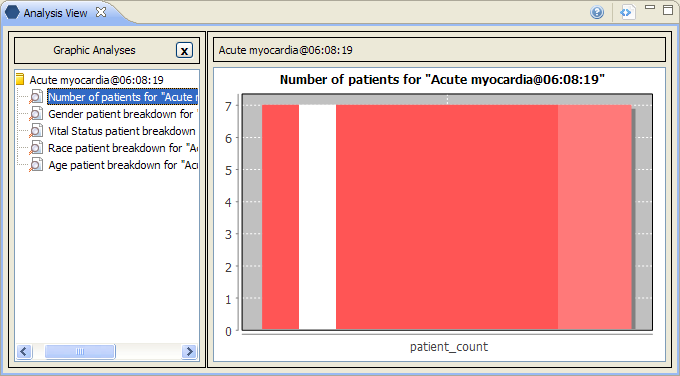 Analysis View
Graphic Analyses
x
Acute myocardia@06:08:19
Number of patients for "Acute
Gender patient breakdown for
Vital Status patient breakdown
Race patient breakdown for "A
Age patient breakdown for "Ac
Acute myocardia@06:08:19
Number of patients for "Acute myocardia@06:08:19"
7
6
5
4
3
2
1
0
patient_count